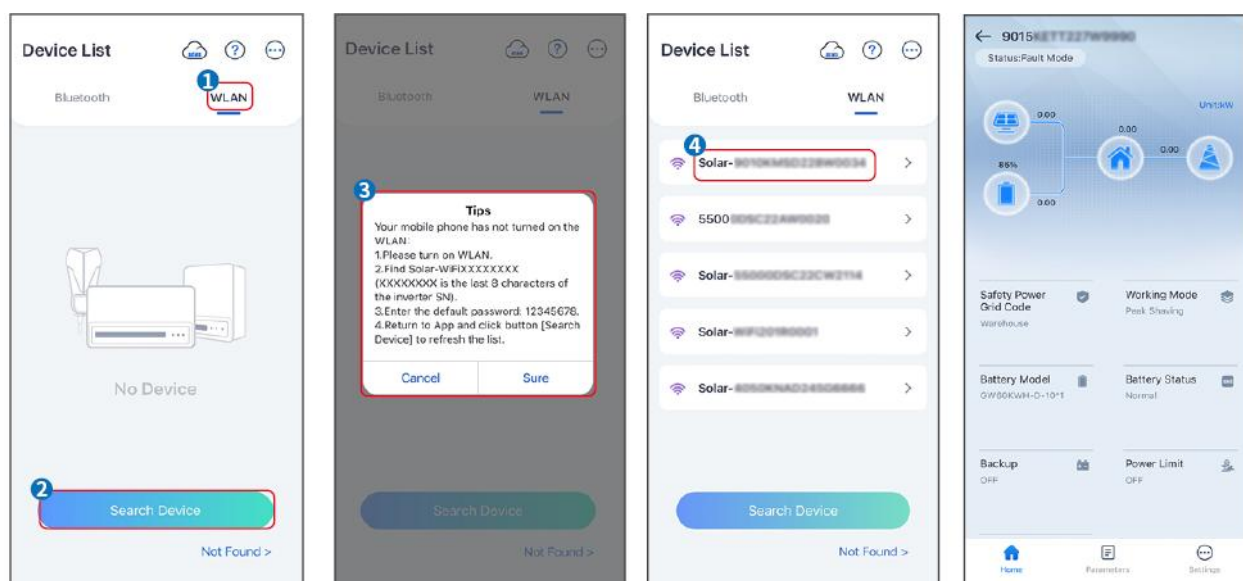 Device List
1
Bluetooth
WLAN
No Device
2
Search Device
Not Found >
Device List
Bluetooth
WLAN
3
Tips
Your mobile phone has not turned on the
WLAN:
1.Please turn on WLAN.
2.Find Solar-WiFiXXXXXXXX
(XXXXXXXX is the last 8 characters of
the inverter SN).
3.Enter the default password: 12345678.
4.Return to App and click button [Search
Device] to refresh the list.
Cancel
Sure
Search Device
Not Found >
Device List
Bluetooth
WLAN
4
Solar-
5500
Solar-
Solar-
Solar-
Search Device
Not Found >
9015
Status:Fault Mode
Unit:kW
0.00
0.00
0.00
86%
0.00
Safety Power
Grid Code
Warehouse
Working Mode
Peak Shaving
Battery Model
GW60KWH-D-10*1
Battery Status
Normal
Backup
OFF
Power Limit
OFF
Home
Parameters
Settings